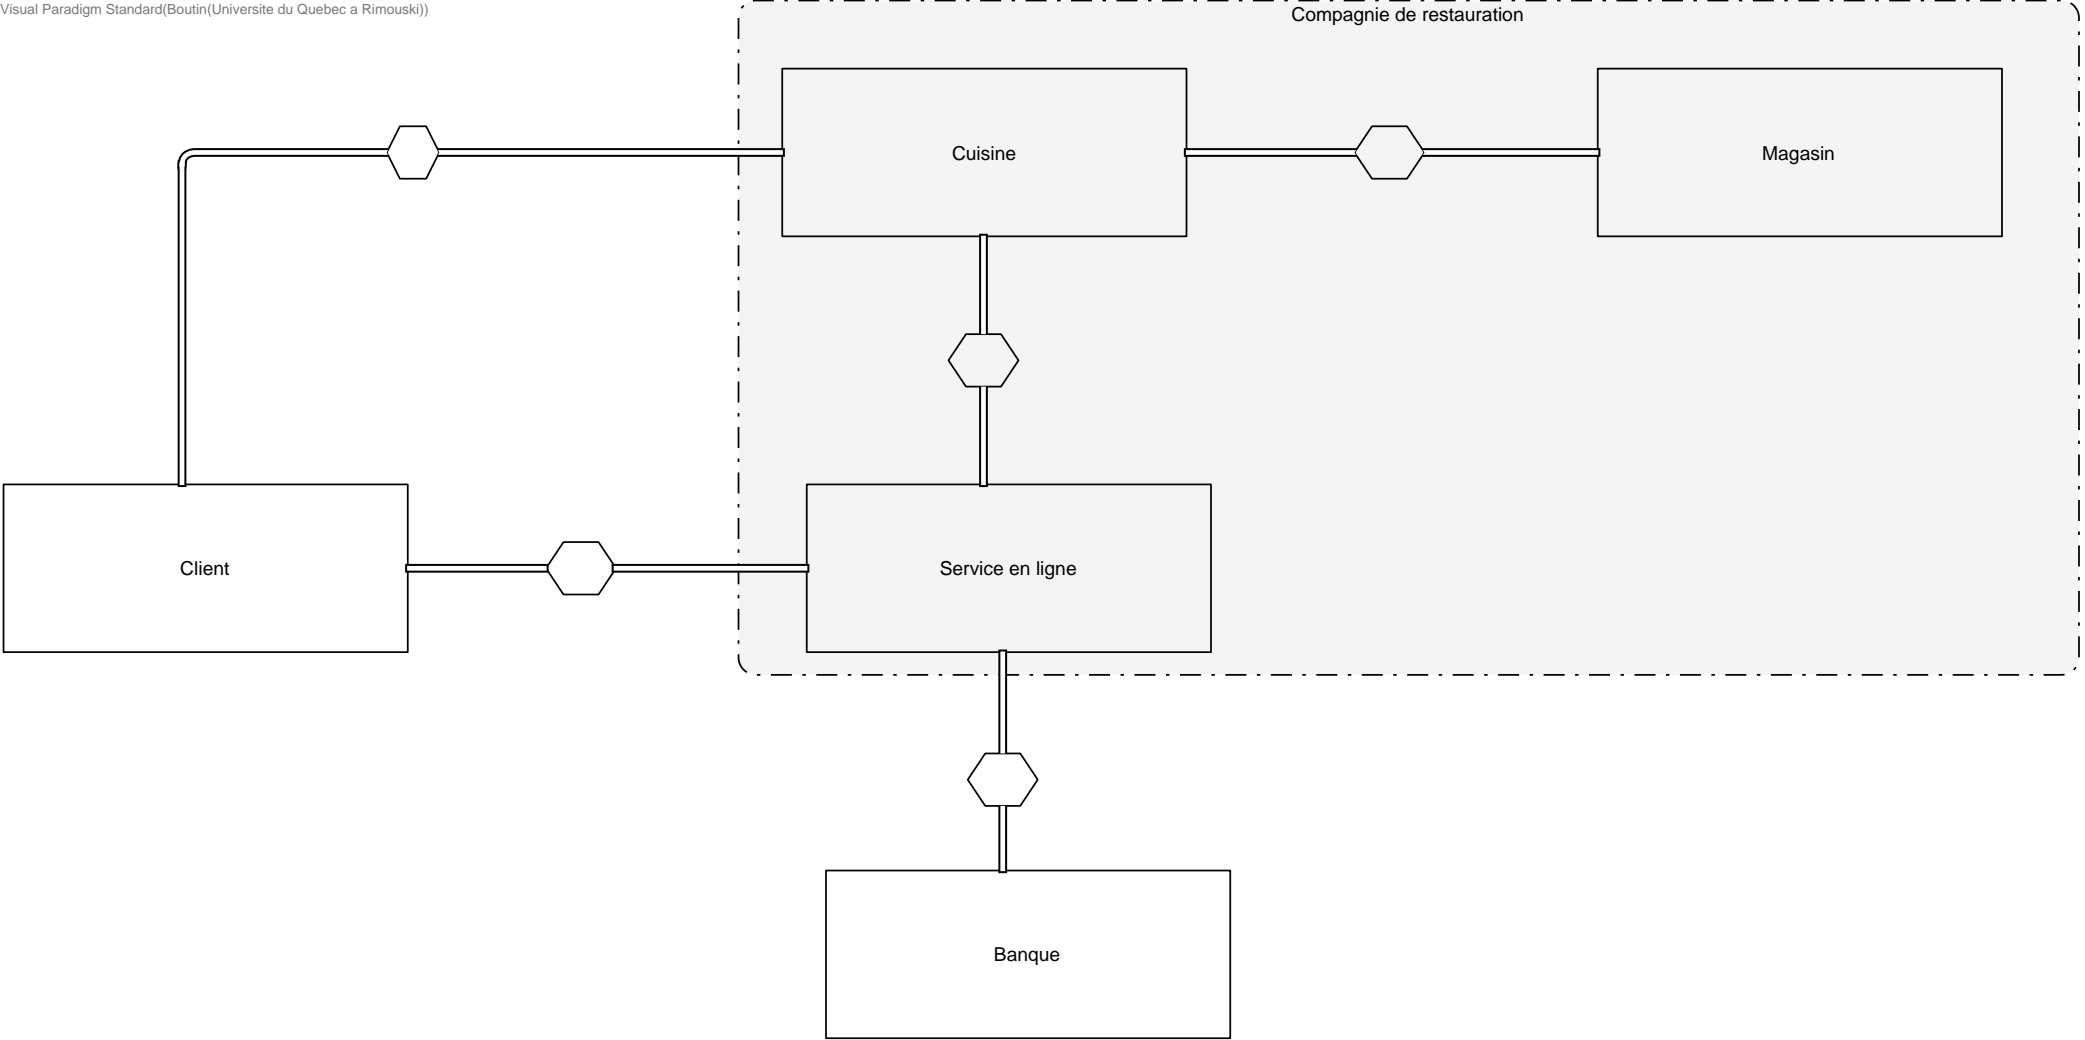 Visual Paradigm Standard(Boutin(Universite du Quebec a Rimouski))
Compagnie de restauration
Cuisine
Magasin
Client
Service en ligne
Banque